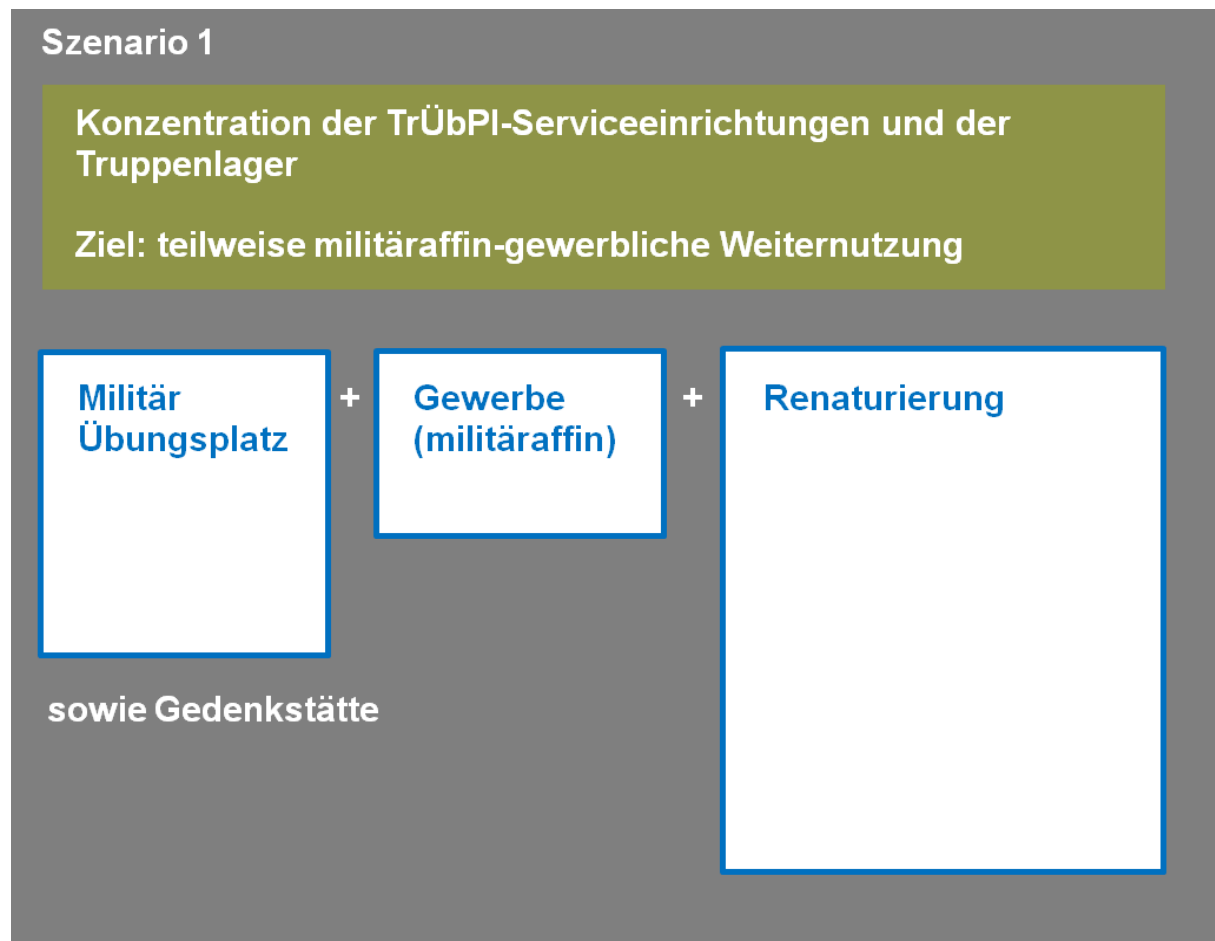 Szenario 1
Konzentration der TrÜbPl-Serviceeinrichtungen und der
Truppenlager
Ziel: teilweise militäraffin-gewerbliche Weiternutzung
Militär
Übungsplatz
+
Gewerbe
(militäraffin)
+
Renaturierung
sowie Gedenkstätte